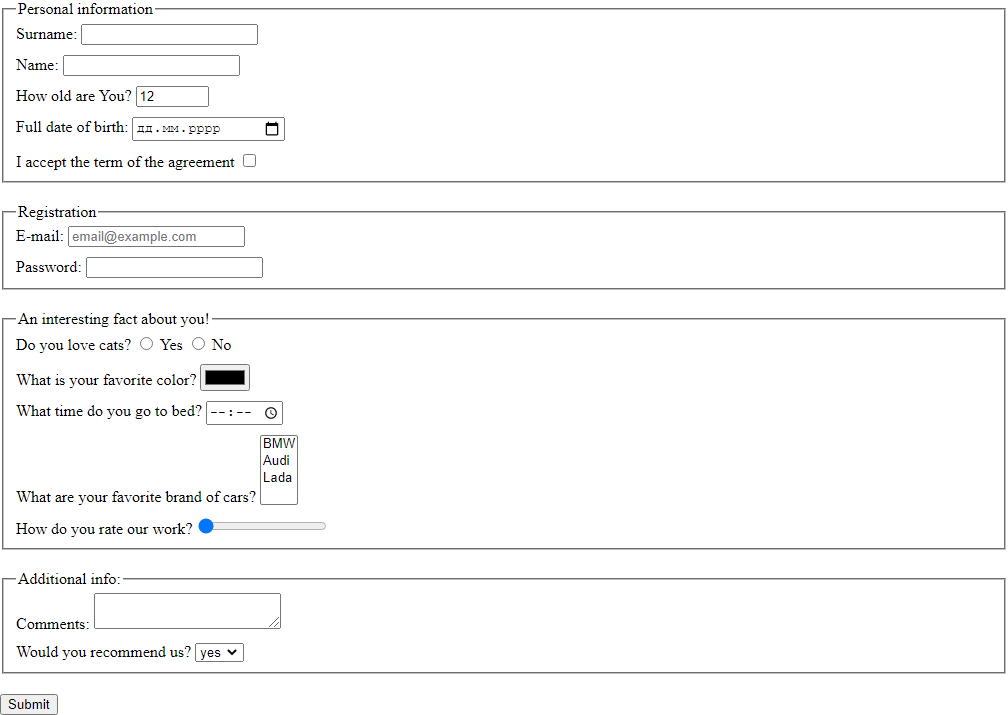 Personal information
Surname:
Name:
How old are You? 12
Full date of birth: дд.мм.рррр
I accept the term of the agreement
Registration
E-mail: email@example.com
Password:
An interesting fact about you!
Do you love cats? Yes No
What is your favorite color?
What time do you go to bed? --:--
BMW
Audi
Lada
What are your favorite brand of cars?
How do you rate our work?
Additional info:
Comments:
Would you recommend us? yes
Submit